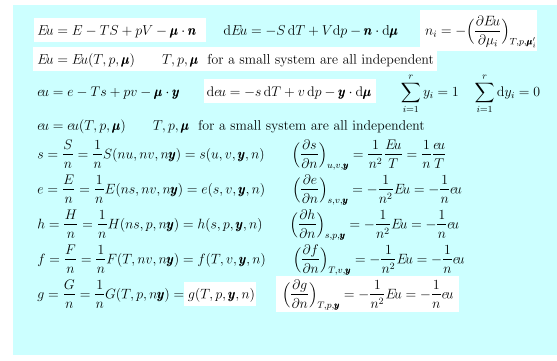 Eu = E − TS + pV − μ · n dEu = −S dT + V dp − n · dμ n_i = −(∂Eu/∂μ_i)_{T,p,μ′_i}
Eu = Eu(T, p, μ) T, p, μ for a small system are all independent
eu = e − Ts + pv − μ · y deu = −s dT + v dp − y · dμ ∑_{i=1}^{r} y_i = 1 ∑_{i=1}^{r} dy_i = 0
eu = eu(T, p, μ) T, p, μ for a small system are all independent
s = S/n = 1/n S(nu, nv, ny) = s(u, v, y, n) (∂s/∂n)_{u,v,y} = 1/n² Eu/T = 1/n eu/T
e = E/n = 1/n E(ns, nv, ny) = e(s, v, y, n) (∂e/∂n)_{s,v,y} = −1/n² Eu = −1/n eu
h = H/n = 1/n H(ns, p, ny) = h(s, p, y, n) (∂h/∂n)_{s,p,y} = −1/n² Eu = −1/n eu
f = F/n = 1/n F(T, nv, ny) = f(T, v, y, n) (∂f/∂n)_{T,v,y} = −1/n² Eu = −1/n eu
g = G/n = 1/n G(T, p, ny) = g(T, p, y, n) (∂g/∂n)_{T,p,y} = −1/n² Eu = −1/n eu